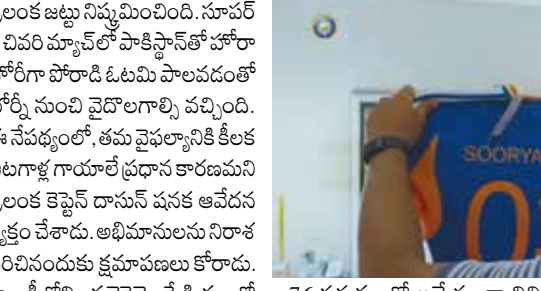 లంక జట్టు నిష్క్రమించింది. సూపర్
చివరి మ్యాచ్‌లో పాకిస్థాన్‌తో హోరా
హోరీగా పోరాడి ఓటమి పాలవడంతో
నుంచి వైదొలగాల్సి వచ్చింది.
ఈ నేపథ్యంలో, తమ వైఫల్యానికి కీలక
ఆటగాళ్ల గాయాలే ప్రధాన కారణమని
లంక కెప్టెన్ దాసున్ షనక ఆవేదన
వ్యక్తం చేశాడు. అభిమానులను నిరాశ
పరిచినందుకు క్షమాపణలు కోరాడు.
SOORYA